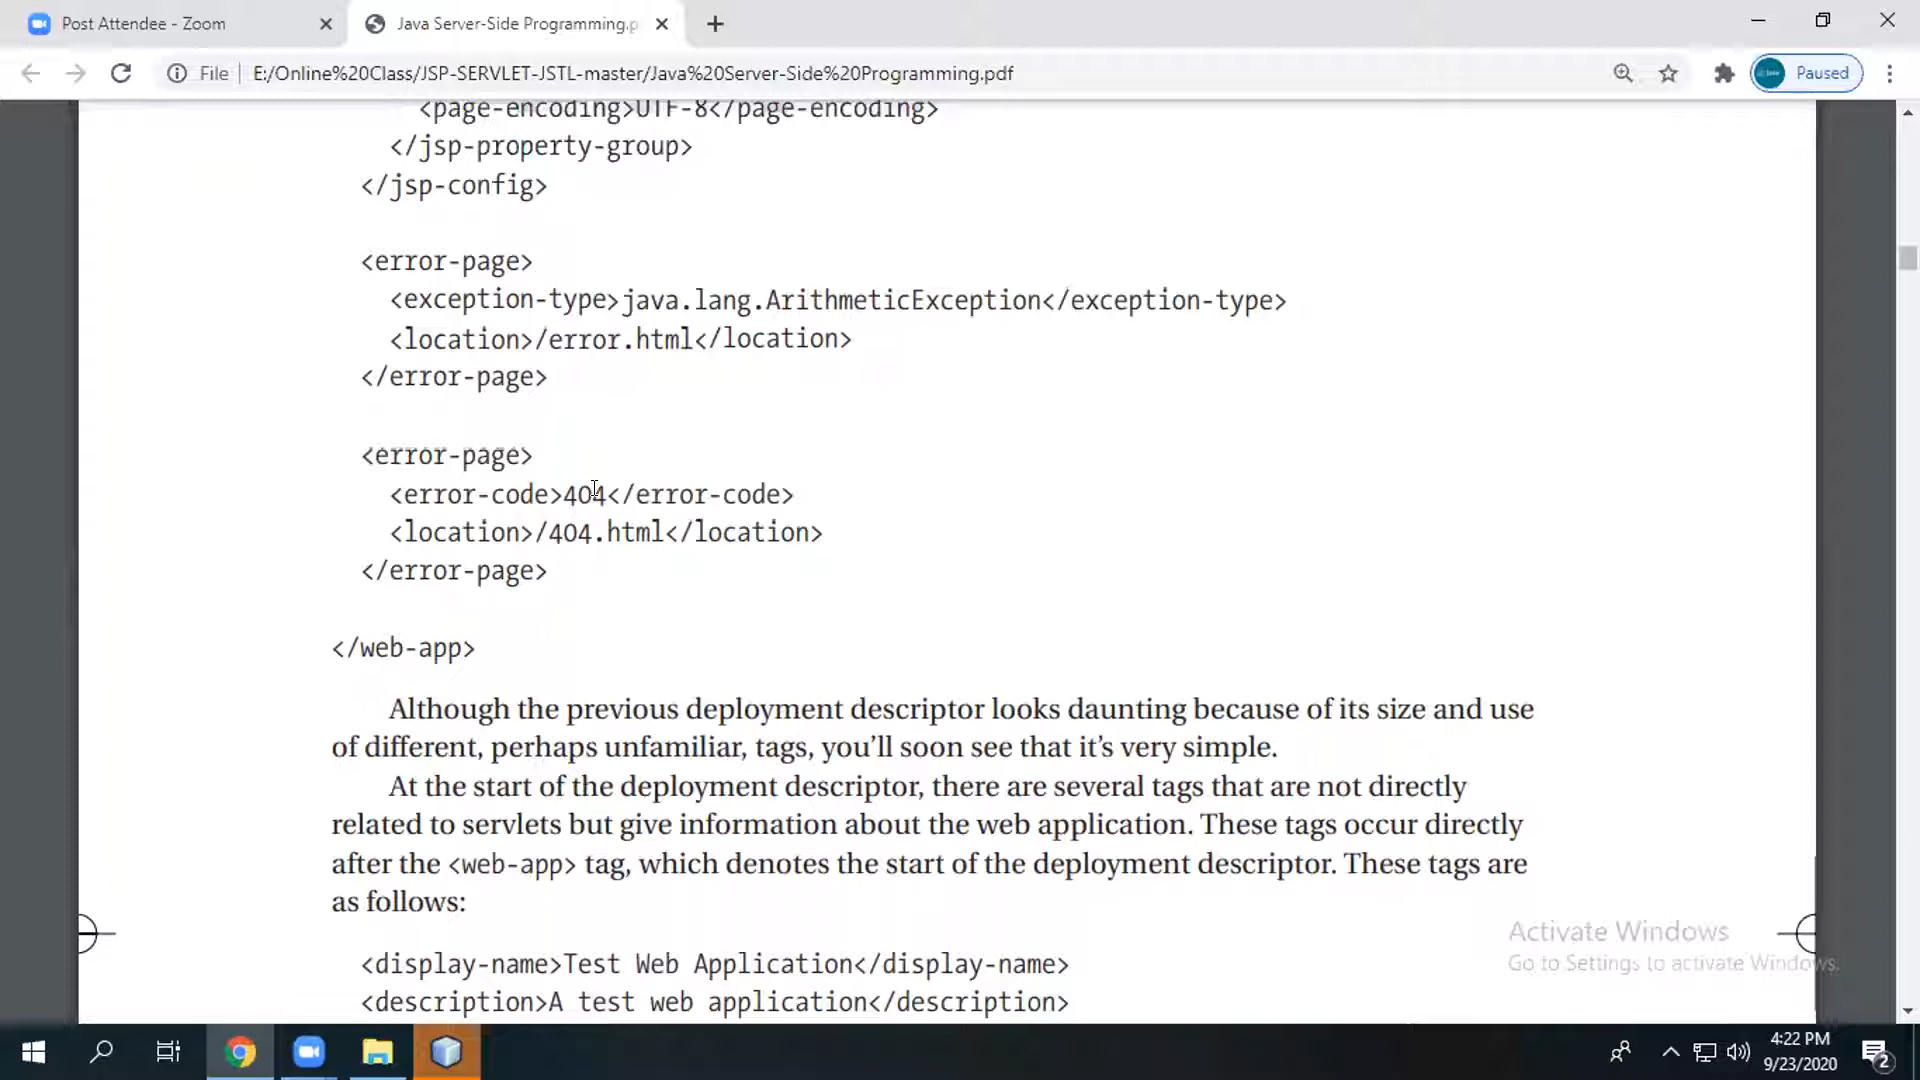 Post Attendee - Zoom
Java Server-Side Programming.p
File
E:/Online%20Class/JSP-SERVLET-JSTL-master/Java%20Server-Side%20Programming.pdf
Paused
<page-encoding>UTF-8</page-encoding>
</jsp-property-group>
</jsp-config>
<error-page>
<exception-type>java.lang.ArithmeticException</exception-type>
<location>/error.html</location>
</error-page>
<error-page>
<error-code>404</error-code>
<location>/404.html</location>
</error-page>
</web-app>
Although the previous deployment descriptor looks daunting because of its size and use
of different, perhaps unfamiliar, tags, you’ll soon see that it’s very simple.
At the start of the deployment descriptor, there are several tags that are not directly
related to servlets but give information about the web application. These tags occur directly
after the <web-app> tag, which denotes the start of the deployment descriptor. These tags are
as follows:
<display-name>Test Web Application</display-name>
<description>A test web application</description>
Activate Windows
Go to Settings to activate Windows.
4:22 PM
9/23/2020
2